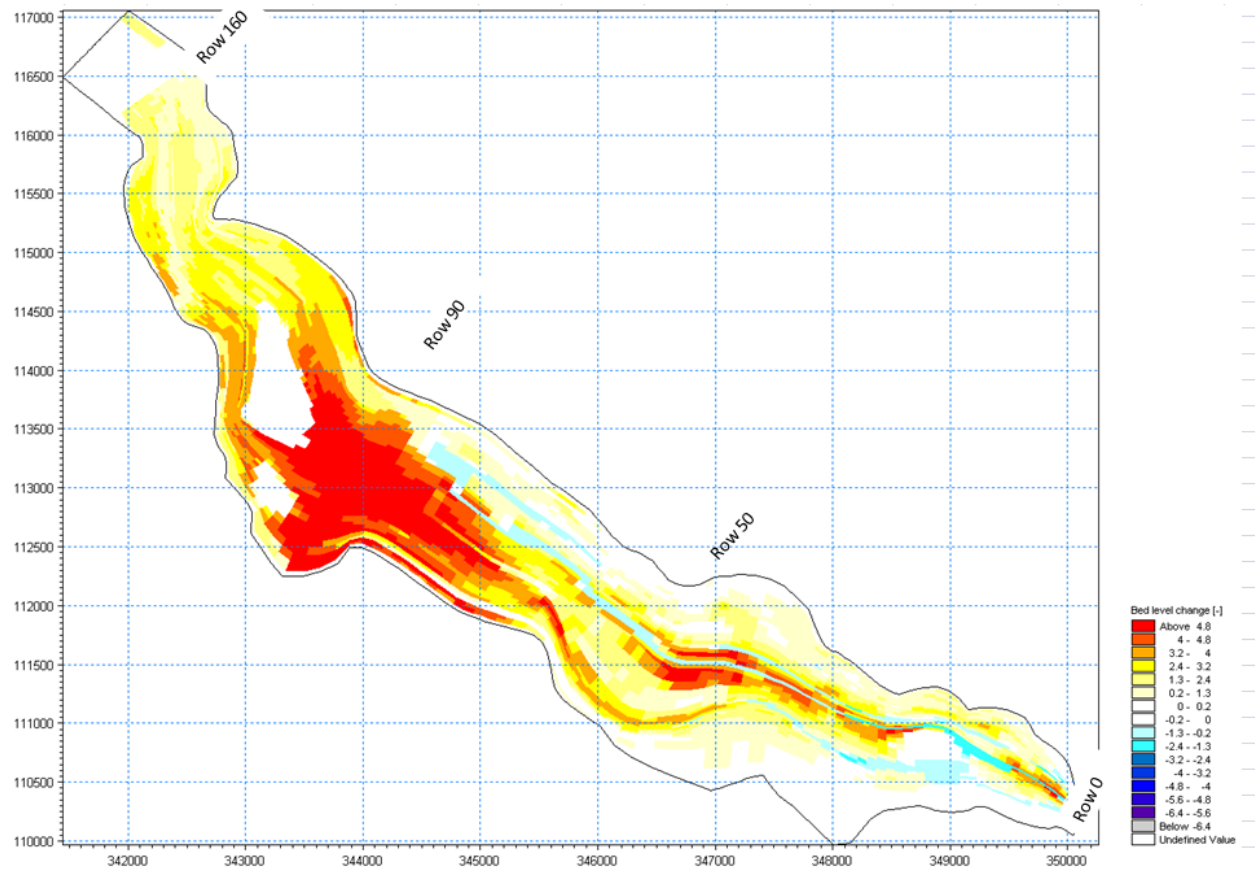 117000
Row 160
116500
116000
115500
115000
114500
Row 90
114000
113500
113000
112500
Row 50
112000
111500
111000
110500
Row 0
110000
342000 343000 344000 345000 346000 347000 348000 349000 350000
Bed level change [-]
Above 4.8
4 - 4.8
3.2 - 4
2.4 - 3.2
1.3 - 2.4
0.2 - 1.3
0 - 0.2
-0.2 - 0
-1.3 - -0.2
-2.4 - -1.3
-3.2 - -2.4
-4 - -3.2
-4.8 - -4
-5.6 - -4.8
-6.4 - -5.6
Below -6.4
Undefined Value